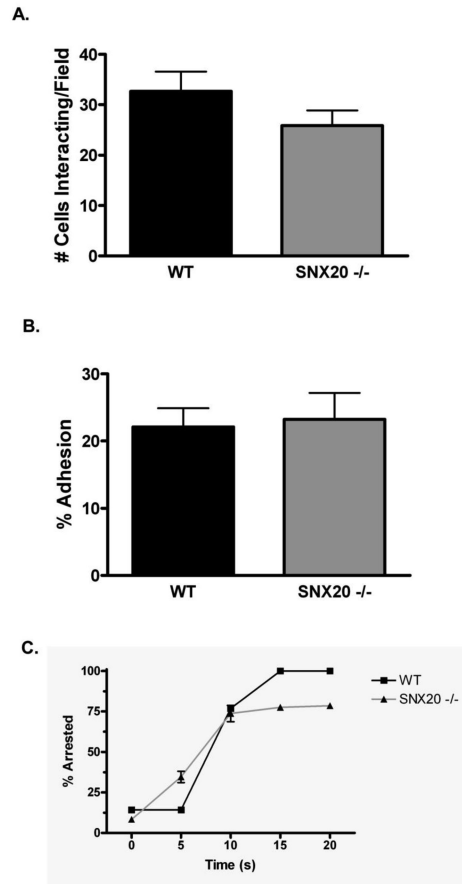 A.
# Cells Interacting/Field
40
30
20
10
0
WT
SNX20 -/-
B.
% Adhesion
30
20
10
0
WT
SNX20 -/-
C.
% Arrested
100
75
50
25
0
0
5
10
15
20
Time (s)
WT
SNX20 -/-